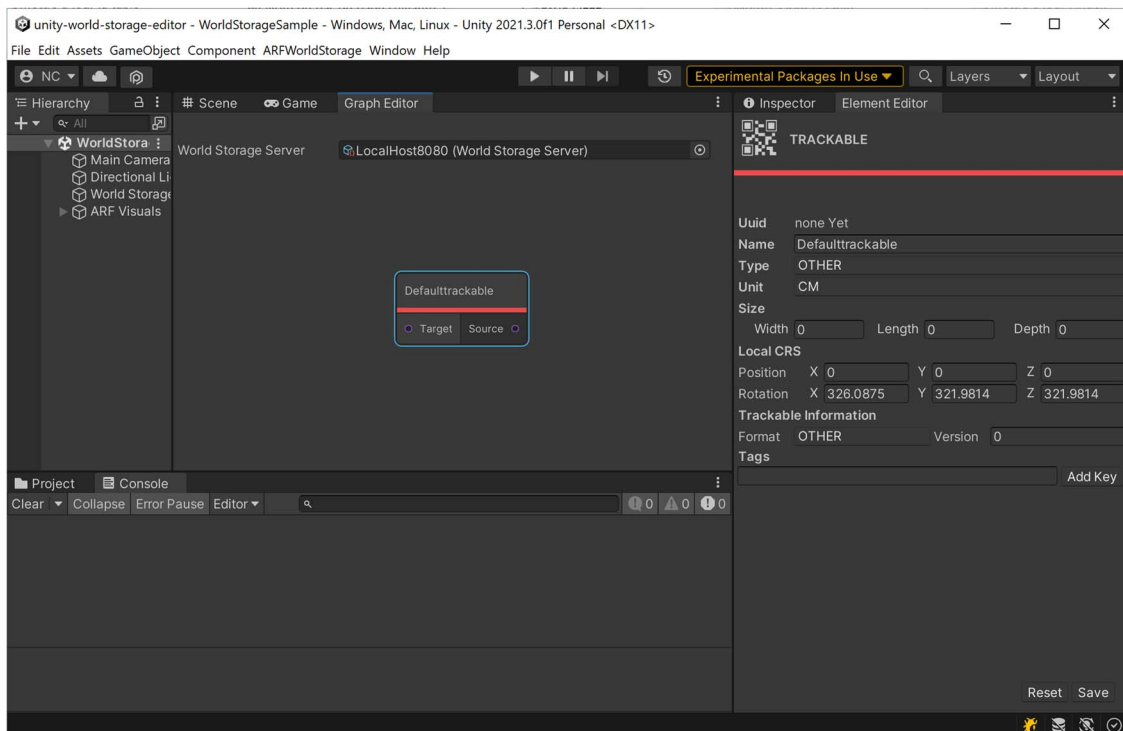 unity-world-storage-editor - WorldStorageSample - Windows, Mac, Linux - Unity 2021.3.0f1 Personal <DX11>
File Edit Assets GameObject Component ARFWorldStorage Window Help
NC Experimental Packages In Use Layers Layout
Hierarchy
All
WorldStora
Main Camera
Directional Li
World Storage
ARF Visuals
Scene Game Graph Editor
World Storage Server LocalHost8080 (World Storage Server)
Defaulttrackable
Target Source
Inspector Element Editor
TRACKABLE
Uuid none Yet
Name Defaulttrackable
Type OTHER
Unit CM
Size
Width 0 Length 0 Depth 0
Local CRS
Position X 0 Y 0 Z 0
Rotation X 326.0875 Y 321.9814 Z 321.9814
Trackable Information
Format OTHER Version 0
Tags
Add Key
Reset Save
Project Console
Clear Collapse Error Pause Editor 0 0 0